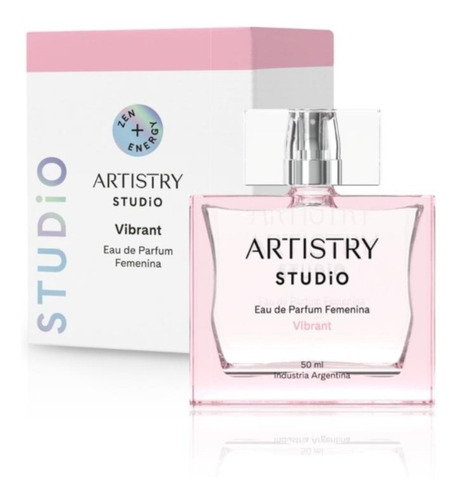 STUDiO
ZEN
+
ENERGY
ARTISTRY
STUDiO
Vibrant
Eau de Parfum
Femenina
ARTISTRY
STUDiO
Eau de Parfum Femenina
Vibrant
50 ml
Industria Argentina